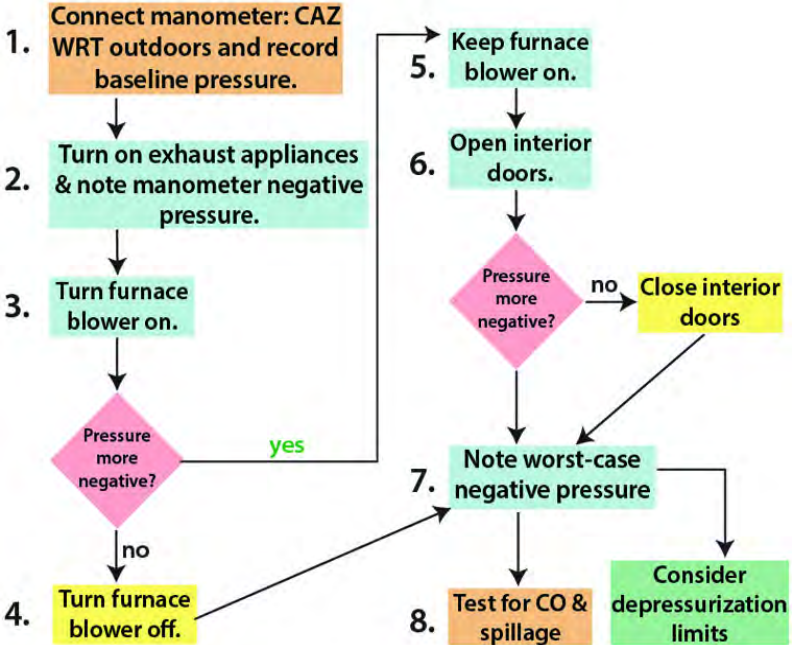 1. Connect manometer: CAZ
WRT outdoors and record
baseline pressure.
2. Turn on exhaust appliances
& note manometer negative
pressure.
3. Turn furnace
blower on.
Pressure
more
negative?
yes
no
4. Turn furnace
blower off.
5. Keep furnace
blower on.
6. Open interior
doors.
Pressure
more
negative?
no
Close interior
doors
7. Note worst-case
negative pressure
8. Test for CO &
spillage
Consider
depressurization
limits